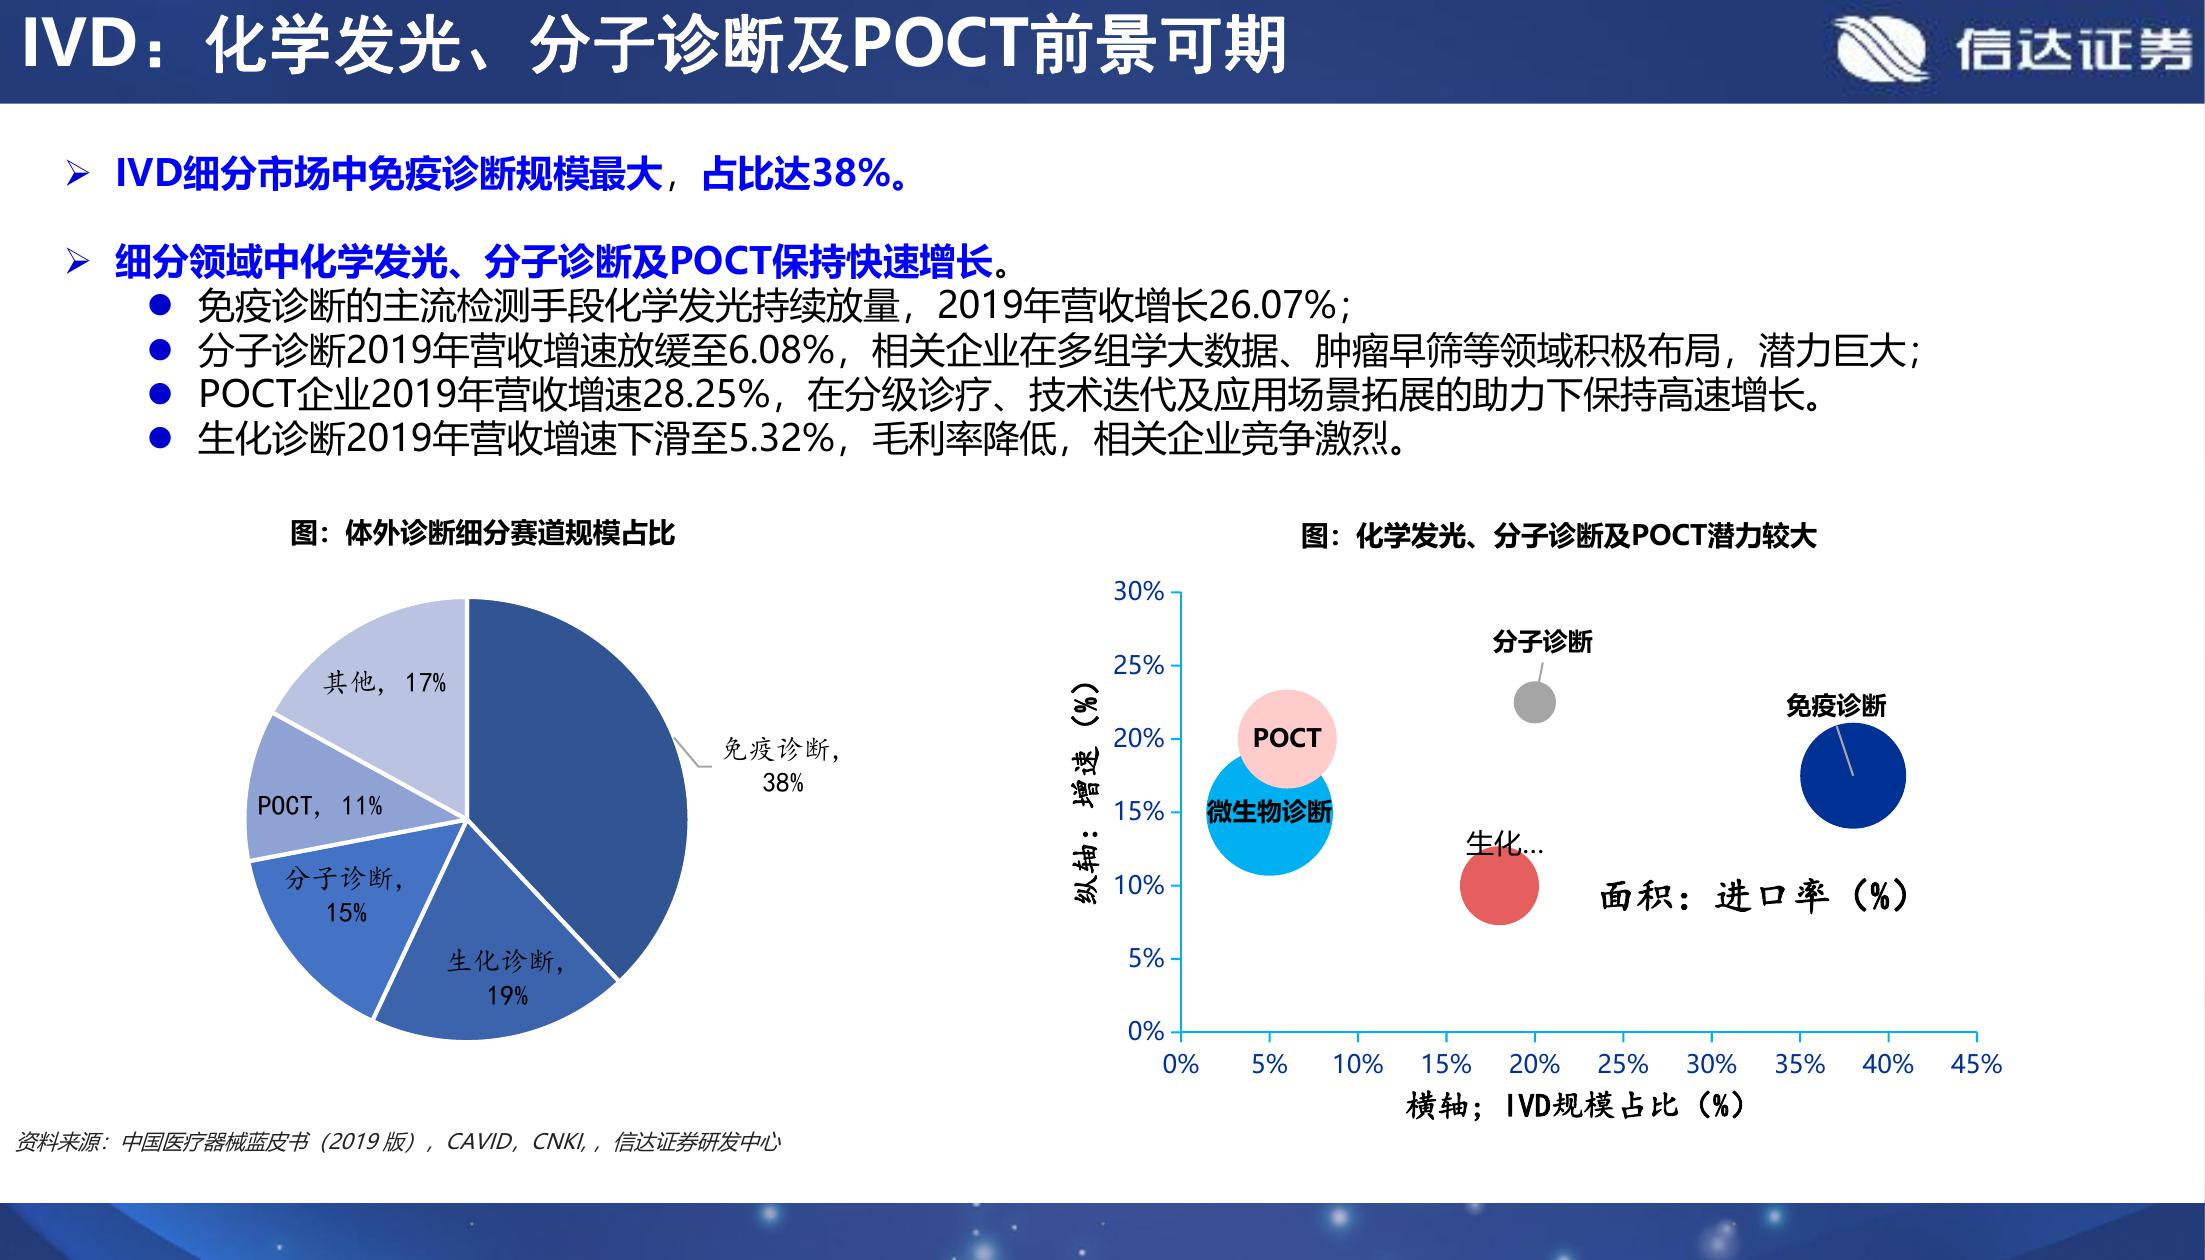 IVD：化学发光、分子诊断及POCT前景可期
信达证券
IVD细分市场中免疫诊断规模最大，占比达38%。
细分领域中化学发光、分子诊断及POCT保持快速增长。
免疫诊断的主流检测手段化学发光持续放量，2019年营收增长26.07%；
分子诊断2019年营收增速放缓至6.08%，相关企业在多组学大数据、肿瘤早筛等领域积极布局，潜力巨大；
POCT企业2019年营收增速28.25%，在分级诊疗、技术迭代及应用场景拓展的助力下保持高速增长。
生化诊断2019年营收增速下滑至5.32%，毛利率降低，相关企业竞争激烈。
图：体外诊断细分赛道规模占比
其他，17%
免疫诊断，
38%
POCT，11%
分子诊断，
15%
生化诊断，
19%
图：化学发光、分子诊断及POCT潜力较大
30%
25%
20%
15%
10%
5%
0%
纵轴：增速（%）
分子诊断
免疫诊断
POCT
微生物诊断
生化...
面积：进口率（%）
0% 5% 10% 15% 20% 25% 30% 35% 40% 45%
横轴；IVD规模占比（%）
资料来源：中国医疗器械蓝皮书（2019 版），CAVID，CNKI,，信达证券研发中心